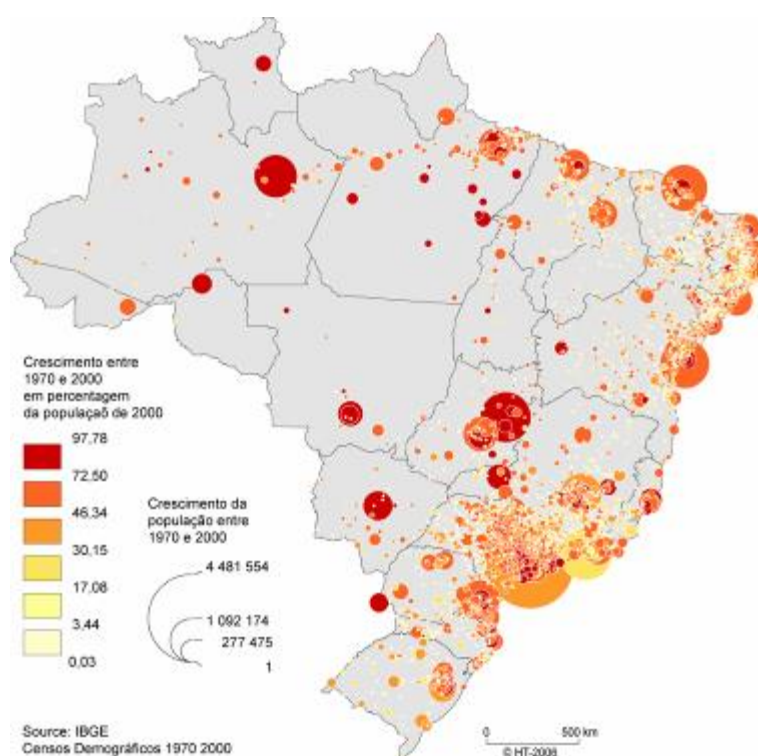 Crescimento entre
1970 e 2000
em percentagem
da populaçaõ de 2000
97,78
72,50
46,34
30,15
17,08
3,44
0,03
Crescimento da
população entre
1970 e 2000
4 481 554
1 092 174
277 475
1
Source: IBGE
Censos Demográficos 1970 2000
0 500 km
© HT-2006